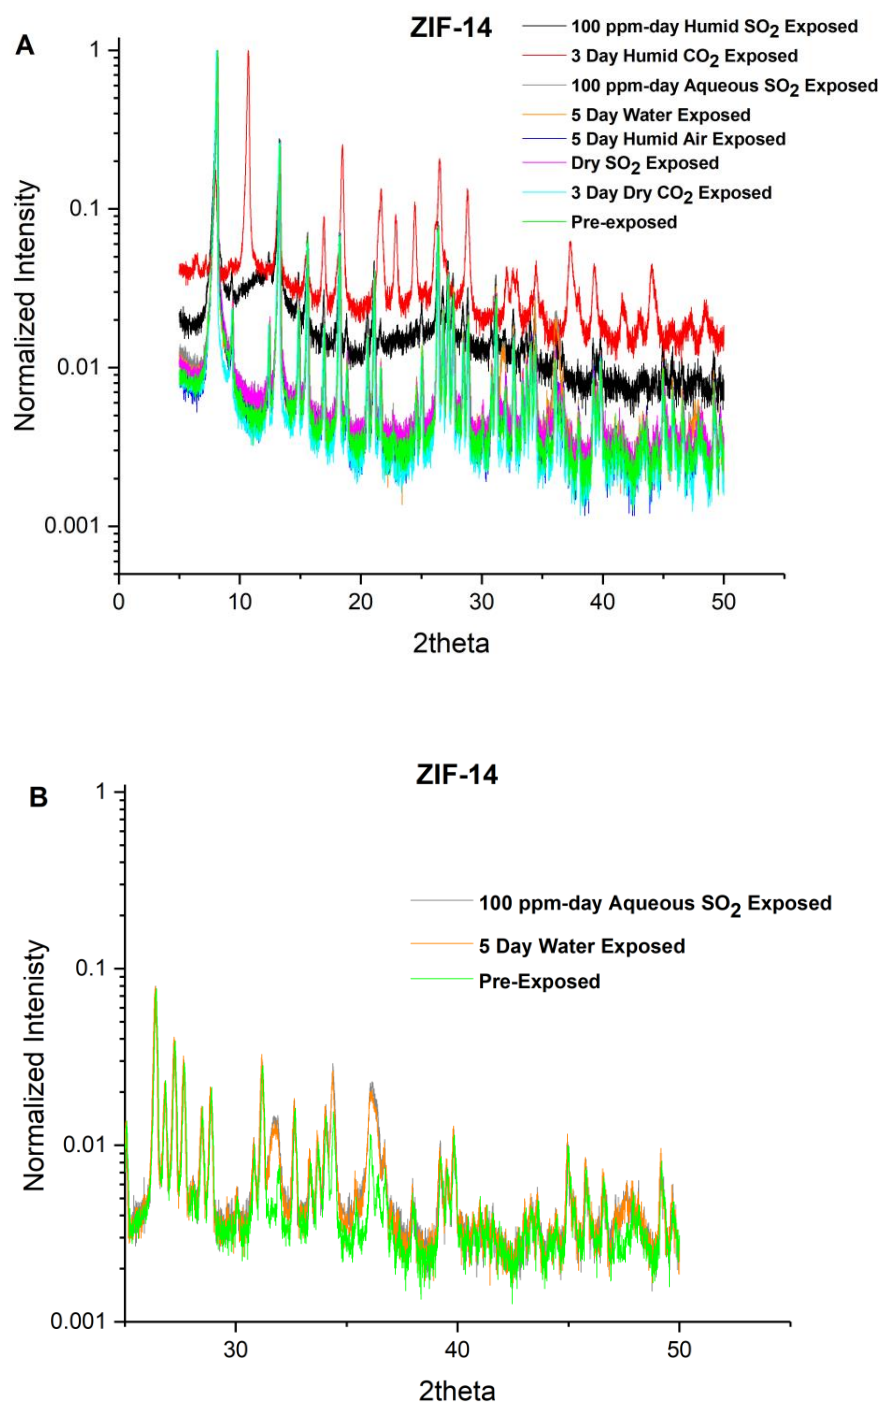 ZIF-14
A
100 ppm-day Humid SO2 Exposed
3 Day Humid CO2 Exposed
100 ppm-day Aqueous SO2 Exposed
5 Day Water Exposed
5 Day Humid Air Exposed
Dry SO2 Exposed
3 Day Dry CO2 Exposed
Pre-exposed
Normalized Intensity
1
0.1
0.01
0.001
0 10 20 30 40 50
2theta
ZIF-14
B
100 ppm-day Aqueous SO2 Exposed
5 Day Water Exposed
Pre-Exposed
Normalized Intenisty
1
0.1
0.01
0.001
30 40 50
2theta